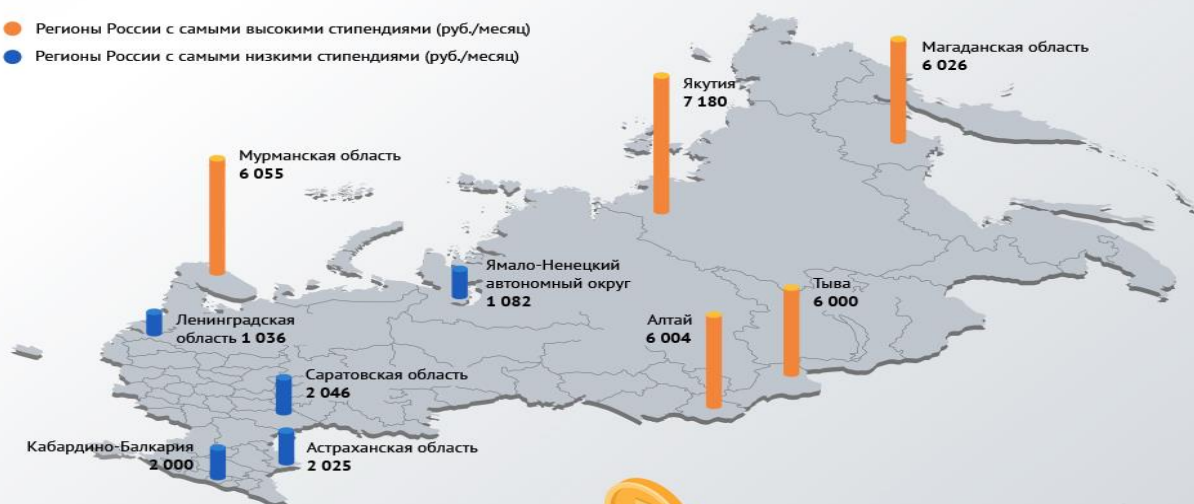 Регионы России с самыми высокими стипендиями (руб./месяц)
Регионы России с самыми низкими стипендиями (руб./месяц)
Магаданская область
6 026
Якутия
7 180
Мурманская область
6 055
Ямало-Ненецкий
автономный округ
1 082
Тыва
6 000
Ленинградская
область 1 036
Алтай
6 004
Саратовская область
2 046
Кабардино-Балкария
2 000
Астраханская область
2 025